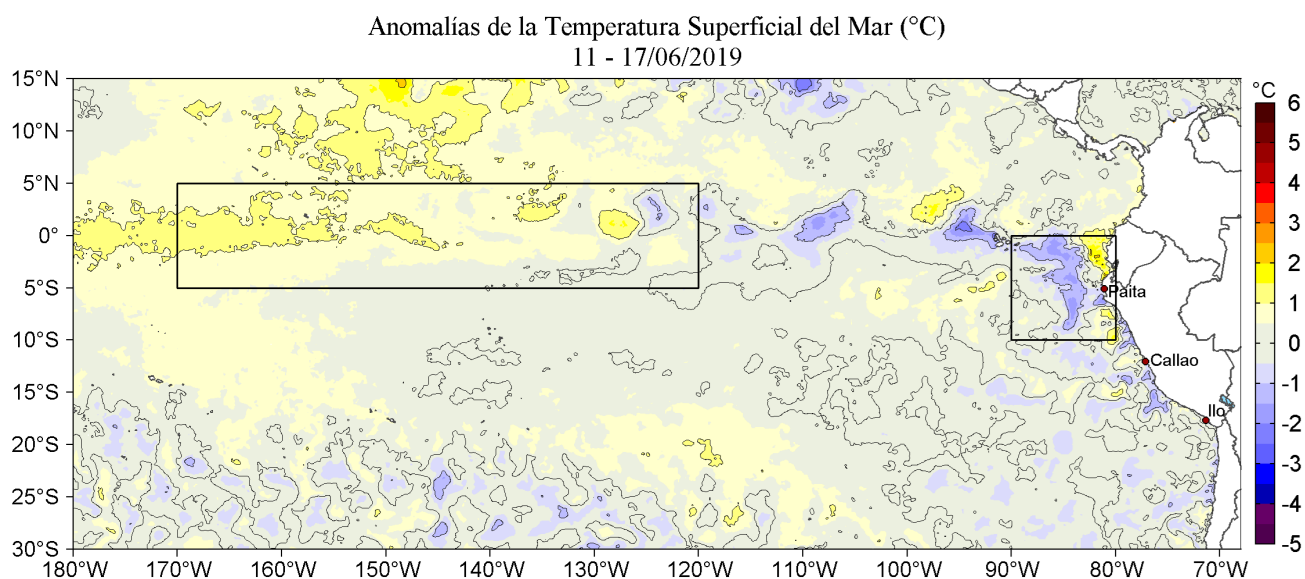 Anomalías de la Temperatura Superficial del Mar (°C)
11 - 17/06/2019
15°N
10°N
5°N
0°
5°S
10°S
15°S
20°S
25°S
30°S
180°W
170°W
160°W
150°W
140°W
130°W
120°W
110°W
100°W
90°W
80°W
70°W
Paita
Callao
Ilo
°C
6
5
4
3
2
1
0
-1
-2
-3
-4
-5